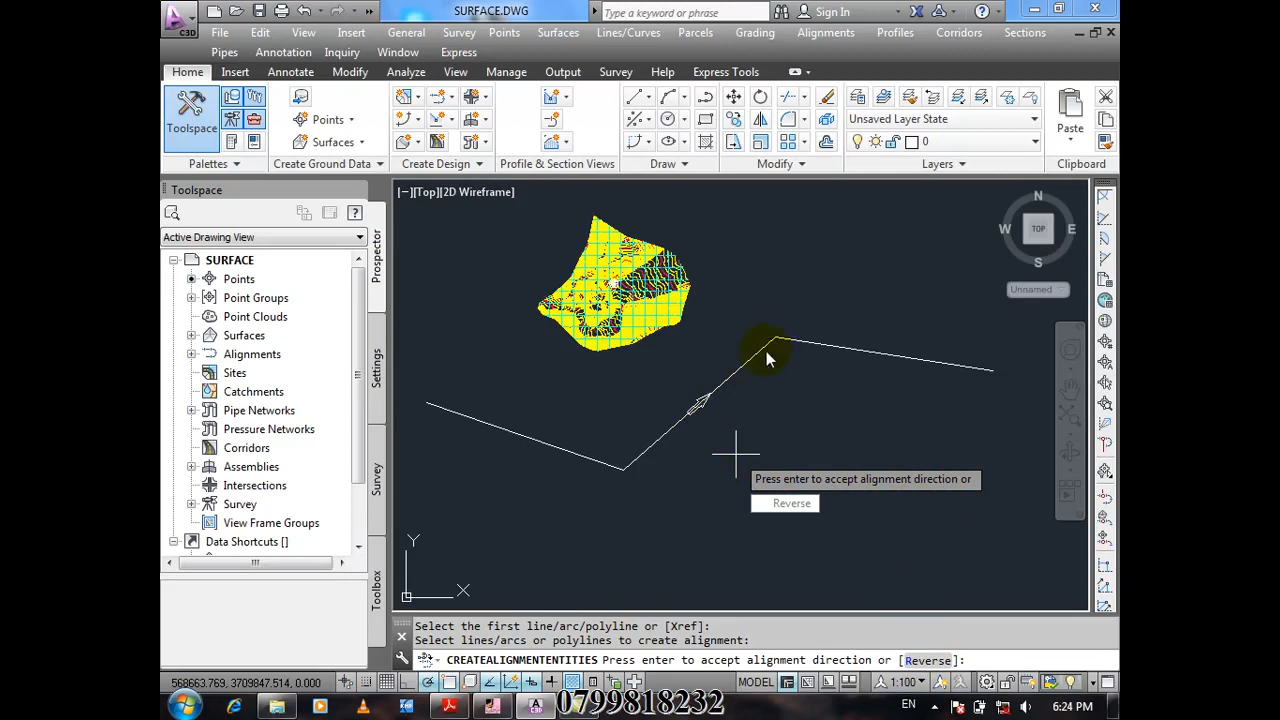 C3D
SURFACE.DWG
Type a keyword or phrase
Sign In
File Edit View Insert General Survey Points Surfaces Lines/Curves Parcels Grading Alignments Profiles Corridors Sections
Pipes Annotation Inquiry Window Express
Home Insert Annotate Modify Analyze View Manage Output Survey Help Express Tools
Toolspace
Points
Surfaces
Unsaved Layer State
0
Paste
Palettes Create Ground Data Create Design Profile & Section Views Draw Modify Layers Clipboard
Toolspace
[−][Top][2D Wireframe]
Active Drawing View
SURFACE
Points
Point Groups
Point Clouds
Surfaces
Alignments
Sites
Catchments
Pipe Networks
Pressure Networks
Corridors
Assemblies
Intersections
Survey
View Frame Groups
Data Shortcuts []
Prospector
Settings
Survey
Toolbox
N
W TOP E
S
Unnamed
Press enter to accept alignment direction or
Reverse
Y
X
Select the first line/arc/polyline or [Xref]:
Select lines/arcs or polylines to create alignment:
CREATEALIGNMENTENTITIES Press enter to accept alignment direction or [Reverse]:
568663.769, 3709847.514, 0.000
MODEL
1:100
0799818232
EN
6:24 PM